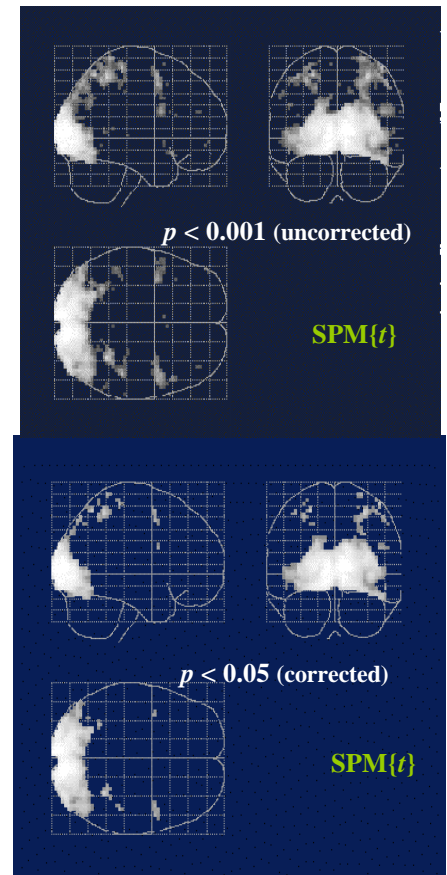 p < 0.001 (uncorrected)
SPM{t}
p < 0.05 (corrected)
SPM{t}